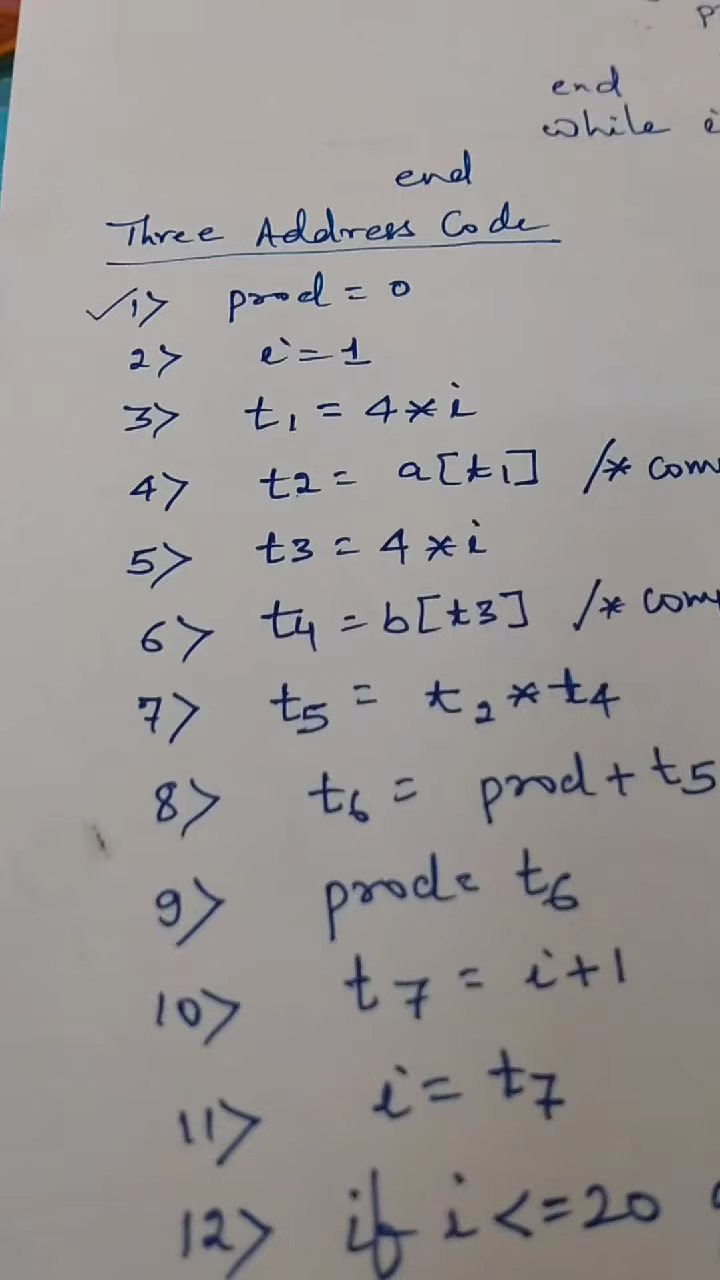 end
while i
end
Three Address Code
✓1> prod = 0
2> i = 1
3> t1 = 4*i
4> t2 = a[t1] /* com
5> t3 = 4*i
6> t4 = b[t3] /* com
7> t5 = t2*t4
8> t6 = prod + t5
9> prod = t6
10> t7 = i+1
11> i = t7
12> if i <= 20